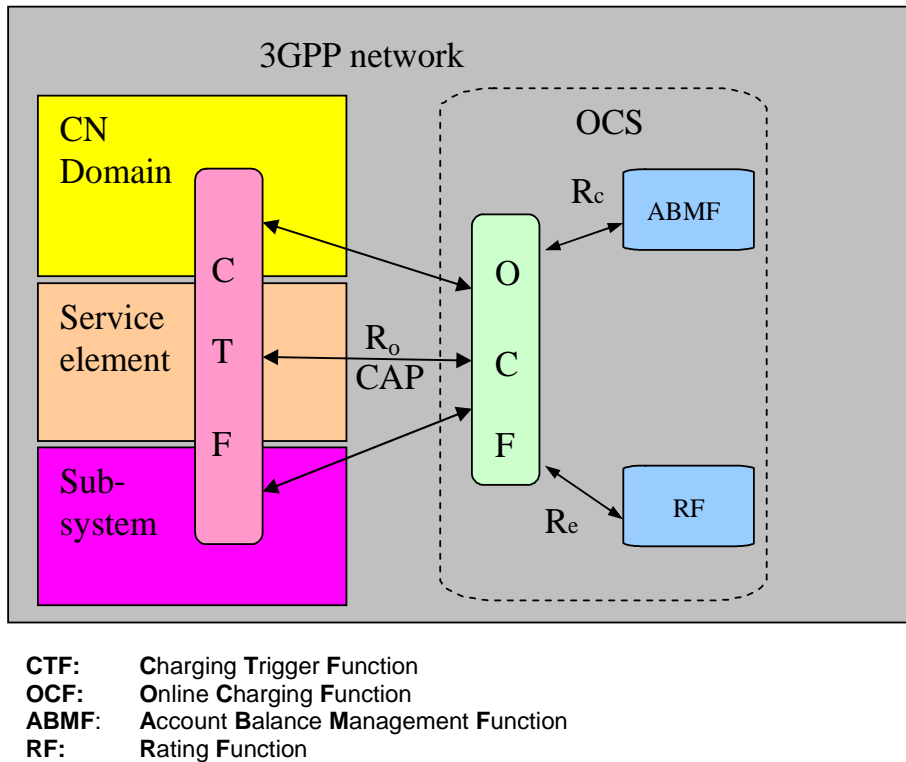 3GPP network
CN
Domain
Service
element
Sub-
system
C
T
F
Ro
CAP
OCS
O
C
F
Rc
ABMF
Re
RF
CTF: Charging Trigger Function
OCF: Online Charging Function
ABMF: Account Balance Management Function
RF: Rating Function